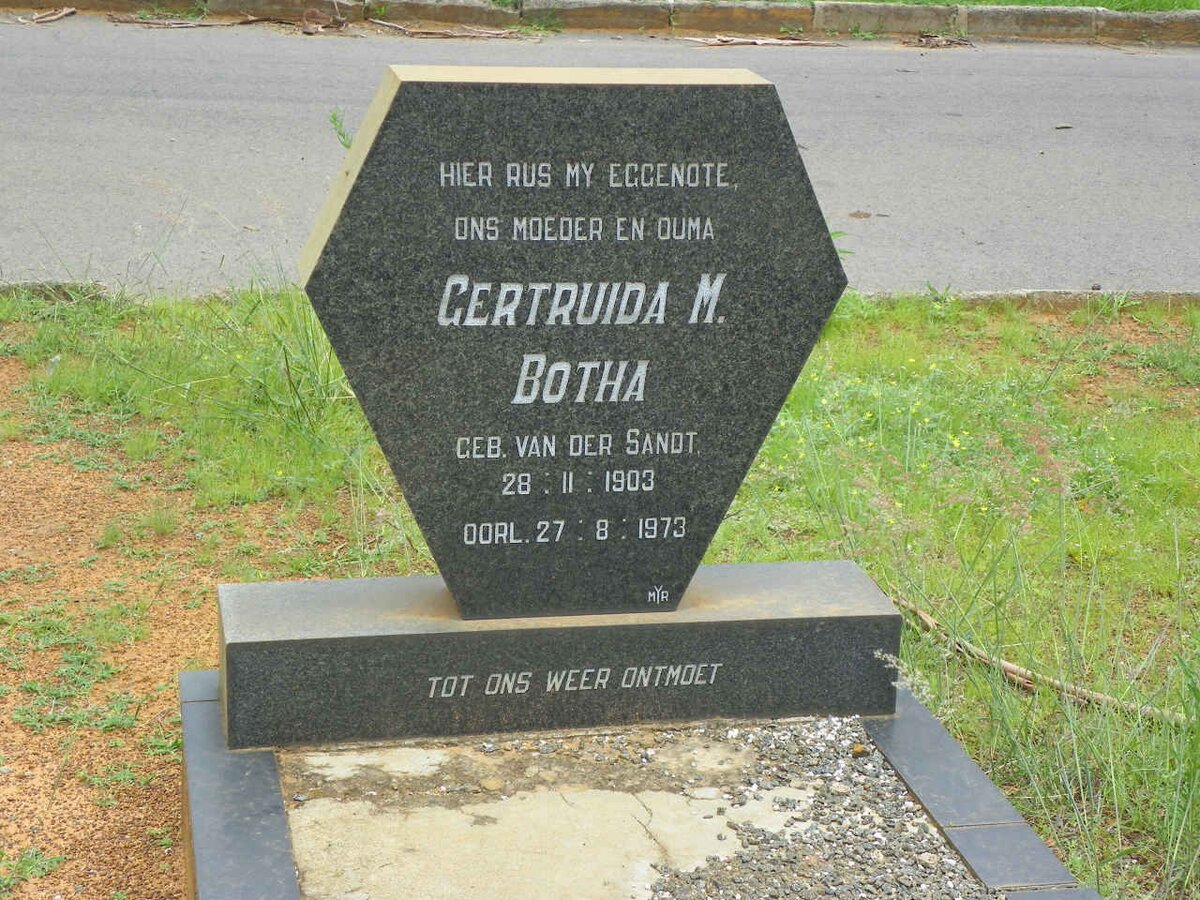 HIER RUS MY EGGENOTE,
ONS MOEDER EN OUMA
GERTRUIDA M.
BOTHA
GEB. VAN DER SANDT,
28 : 11 : 1903
OORL. 27 : 8 : 1973
MYR
TOT ONS WEER ONTMOET